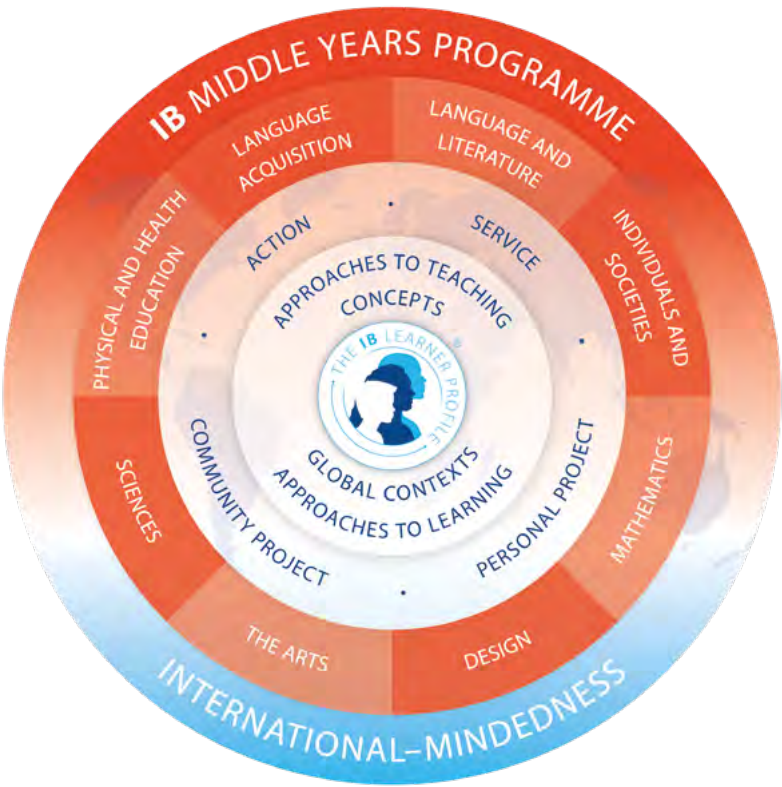 IB MIDDLE YEARS PROGRAMME
LANGUAGE
ACQUISITION
LANGUAGE AND
LITERATURE
INDIVIDUALS AND
SOCIETIES
MATHEMATICS
DESIGN
THE ARTS
SCIENCES
PHYSICAL AND HEALTH
EDUCATION
ACTION
SERVICE
PERSONAL PROJECT
COMMUNITY PROJECT
APPROACHES TO TEACHING
CONCEPTS
THE IB LEARNER PROFILE
®
GLOBAL CONTEXTS
APPROACHES TO LEARNING
INTERNATIONAL–MINDEDNESS